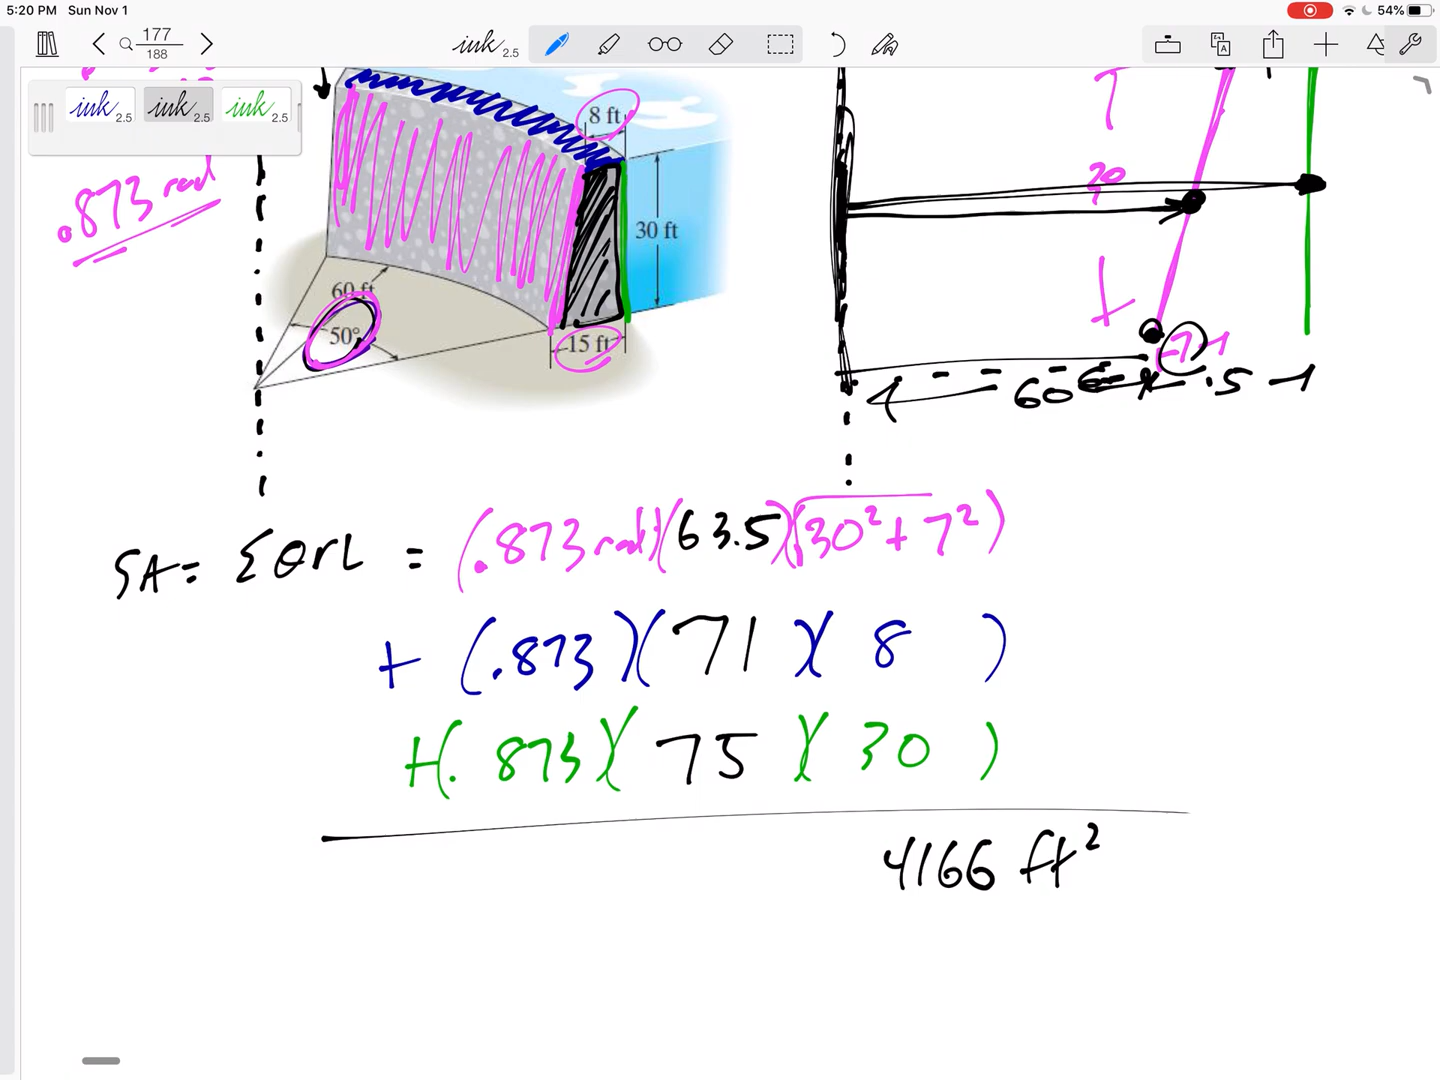 5:20 PM Sun Nov 1
54%
177
188
ink 2.5
ink 2.5
ink 2.5
ink 2.5
.873 rad
8 ft
30 ft
60 ft
50°
15 ft
30
7
60
.5
SA = ΣθrL = (.873 rad)(63.5)(√30²+7²)
+ (.873)(71)(8)
+(.873)(75)(30)
4166 ft²